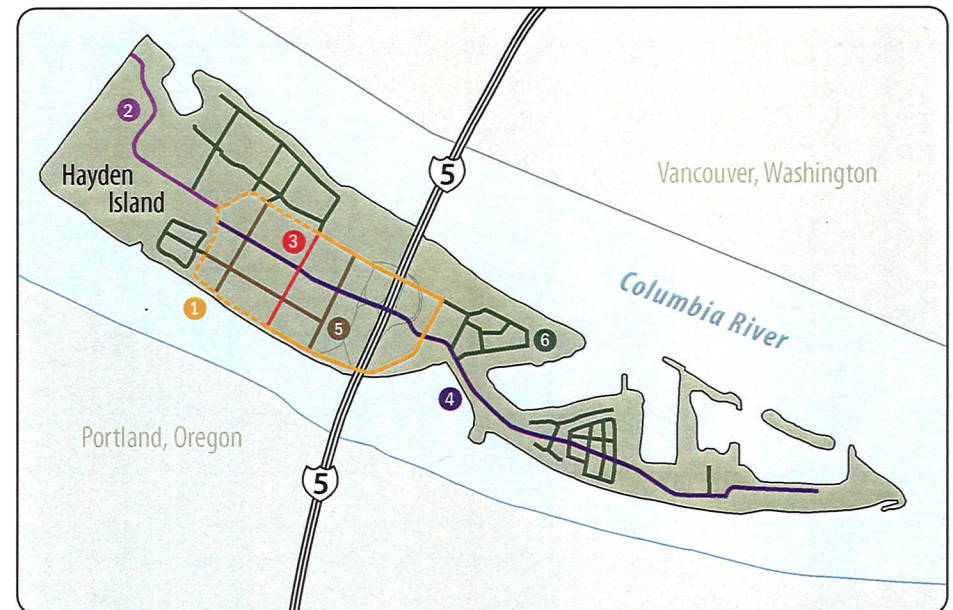 5
Vancouver, Washington
2
Hayden
Island
3
Columbia River
1
5
6
4
Portland, Oregon
5